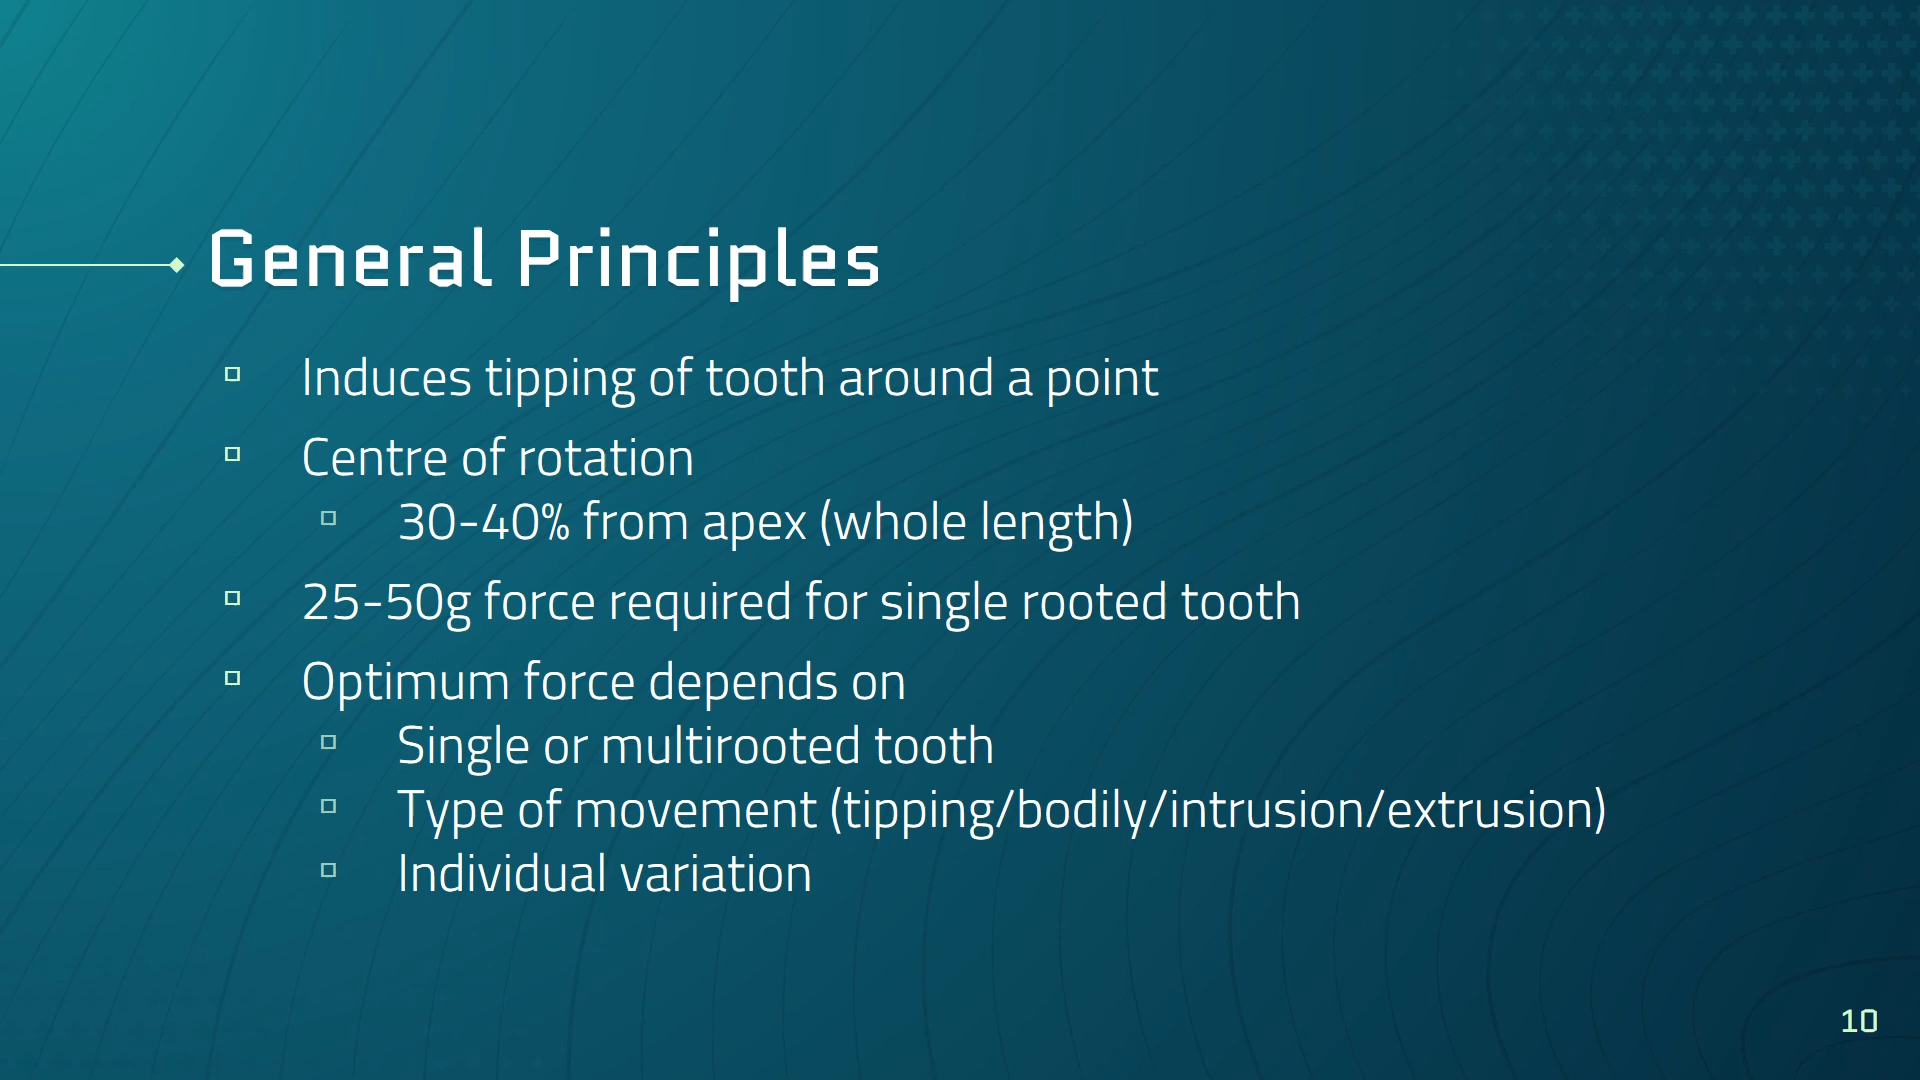 General Principles
Induces tipping of tooth around a point
Centre of rotation
30-40% from apex (whole length)
25-50g force required for single rooted tooth
Optimum force depends on
Single or multirooted tooth
Type of movement (tipping/bodily/intrusion/extrusion)
Individual variation
10